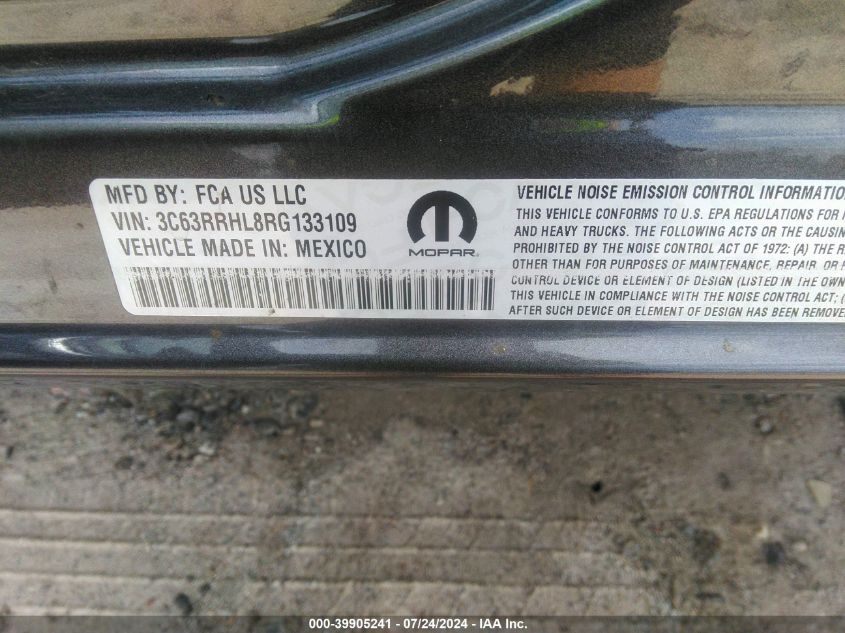 MFD BY: FCA US LLC
VIN: 3C63RRHL8RG133109
VEHICLE MADE IN: MEXICO
MOPAR
VEHICLE NOISE EMISSION CONTROL INFORMATION
THIS VEHICLE CONFORMS TO U.S. EPA REGULATIONS FOR
AND HEAVY TRUCKS. THE FOLLOWING ACTS OR THE CAUSING
PROHIBITED BY THE NOISE CONTROL ACT OF 1972: (A) THE
OTHER THAN FOR PURPOSES OF MAINTENANCE, REPAIR, OR
CONTROL DEVICE OR ELEMENT OF DESIGN (LISTED IN THE
THIS VEHICLE IN COMPLIANCE WITH THE NOISE CONTROL ACT; (
AFTER SUCH DEVICE OR ELEMENT OF DESIGN HAS BEEN
000-39905241 - 07/24/2024 - IAA Inc.